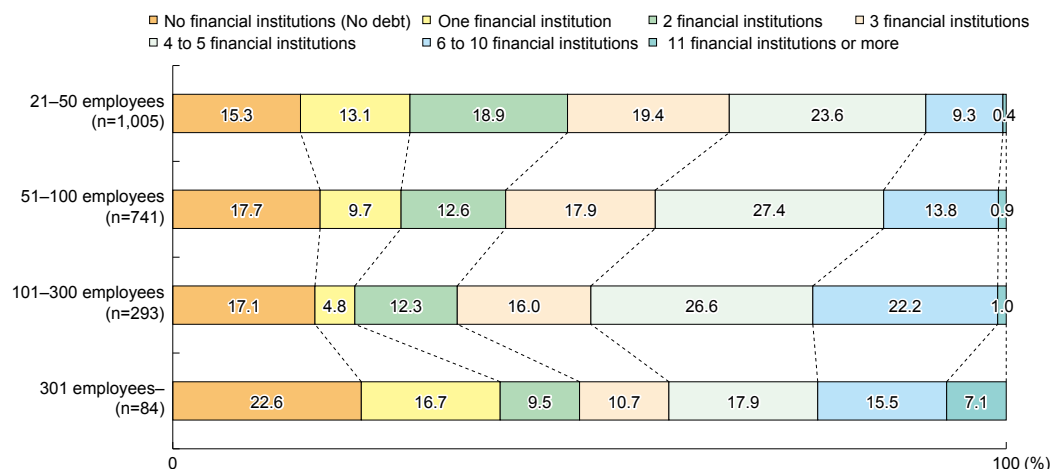 No financial institutions (No debt) One financial institution 2 financial institutions 3 financial institutions
4 to 5 financial institutions 6 to 10 financial institutions 11 financial institutions or more
21–50 employees
(n=1,005)
15.3 13.1 18.9 19.4 23.6 9.3 0.4
51–100 employees
(n=741)
17.7 9.7 12.6 17.9 27.4 13.8 0.9
101–300 employees
(n=293)
17.1 4.8 12.3 16.0 26.6 22.2 1.0
301 employees–
(n=84)
22.6 16.7 9.5 10.7 17.9 15.5 7.1
0 100 (%)